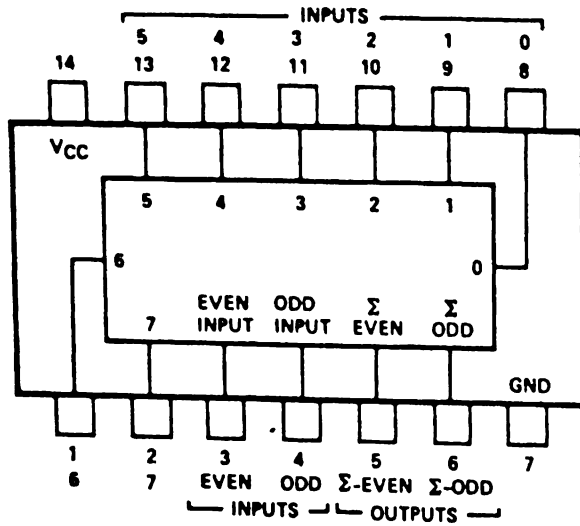 INPUTS
5 4 3 2 1 0
14 13 12 11 10 9 8
VCC
5 4 3 2 1
6 0
7 EVEN INPUT ODD INPUT Σ EVEN Σ ODD
GND
1 2 3 4 5 6 7
6 7 EVEN ODD Σ-EVEN Σ-ODD
INPUTS OUTPUTS